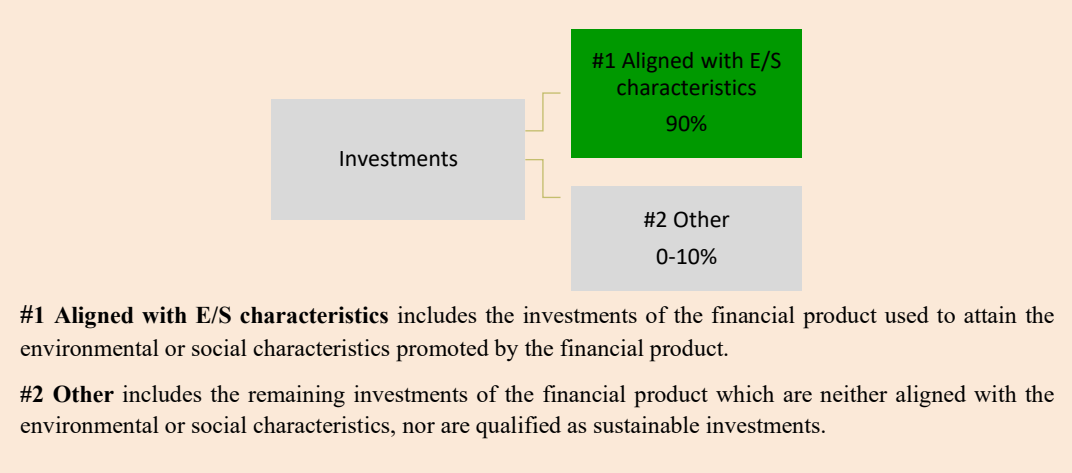 #1 Aligned with E/S
characteristics
90%
Investments
#2 Other
0-10%
#1 Aligned with E/S characteristics includes the investments of the financial product used to attain the
environmental or social characteristics promoted by the financial product.
#2 Other includes the remaining investments of the financial product which are neither aligned with the
environmental or social characteristics, nor are qualified as sustainable investments.